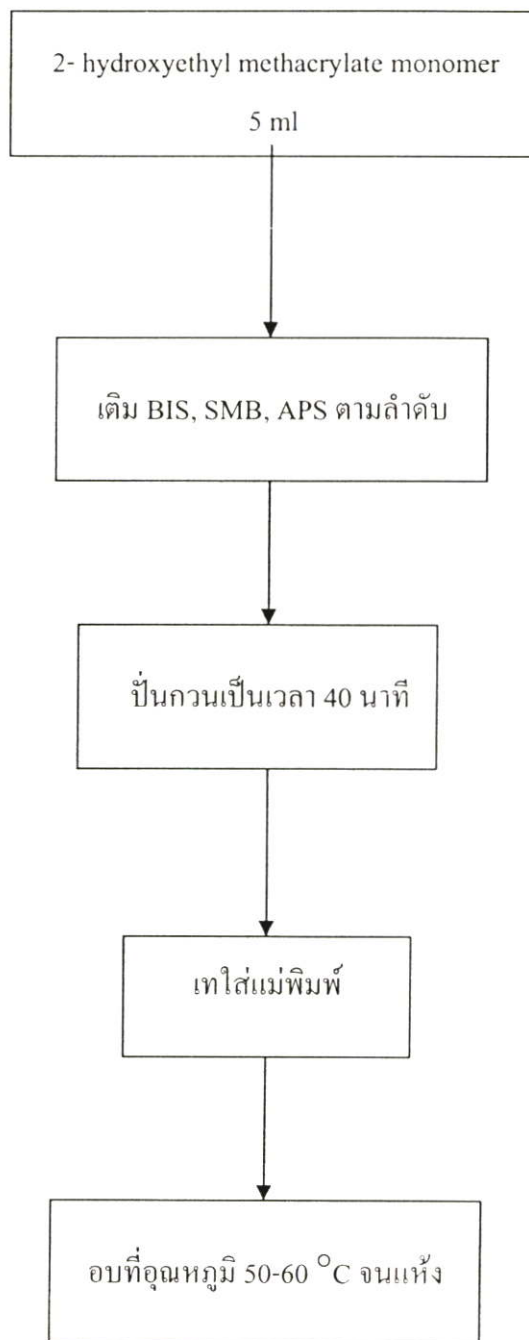 2- hydroxyethyl methacrylate monomer
5 ml
เติม BIS, SMB, APS ตามลำดับ
ปั่นกวนเป็นเวลา 40 นาที
เทใส่แม่พิมพ์
อบที่อุณหภูมิ 50-60 °C จนแห้ง